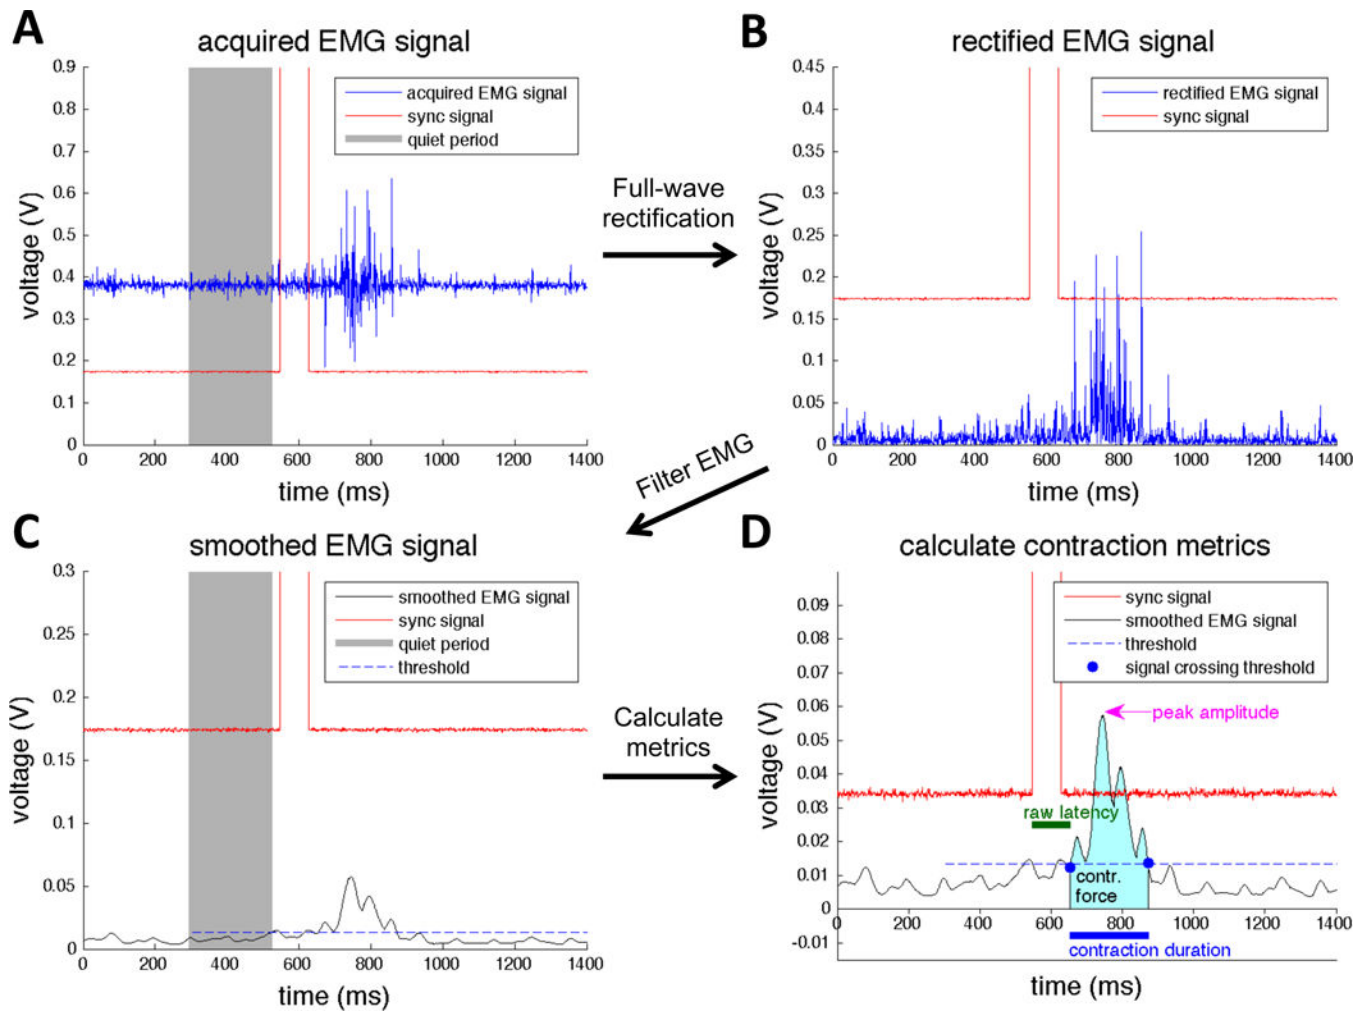 A
acquired EMG signal
0.9
0.8
0.7
0.6
0.5
0.4
0.3
0.2
0.1
0
voltage (V)
acquired EMG signal
sync signal
quiet period
0
200
400
600
800
1000
1200
1400
time (ms)
Full-wave
rectification
B
rectified EMG signal
0.45
0.4
0.35
0.3
0.25
0.2
0.15
0.1
0.05
0
voltage (V)
rectified EMG signal
sync signal
0
200
400
600
800
1000
1200
1400
time (ms)
Filter EMG
C
smoothed EMG signal
0.3
0.25
0.2
0.15
0.1
0.05
0
voltage (V)
smoothed EMG signal
sync signal
quiet period
threshold
0
200
400
600
800
1000
1200
1400
time (ms)
Calculate
metrics
D
calculate contraction metrics
0.09
0.08
0.07
0.06
0.05
0.04
0.03
0.02
0.01
0
-0.01
voltage (V)
sync signal
smoothed EMG signal
threshold
signal crossing threshold
peak amplitude
raw latency
contr.
force
contraction duration
0
200
400
600
800
1000
1200
1400
time (ms)